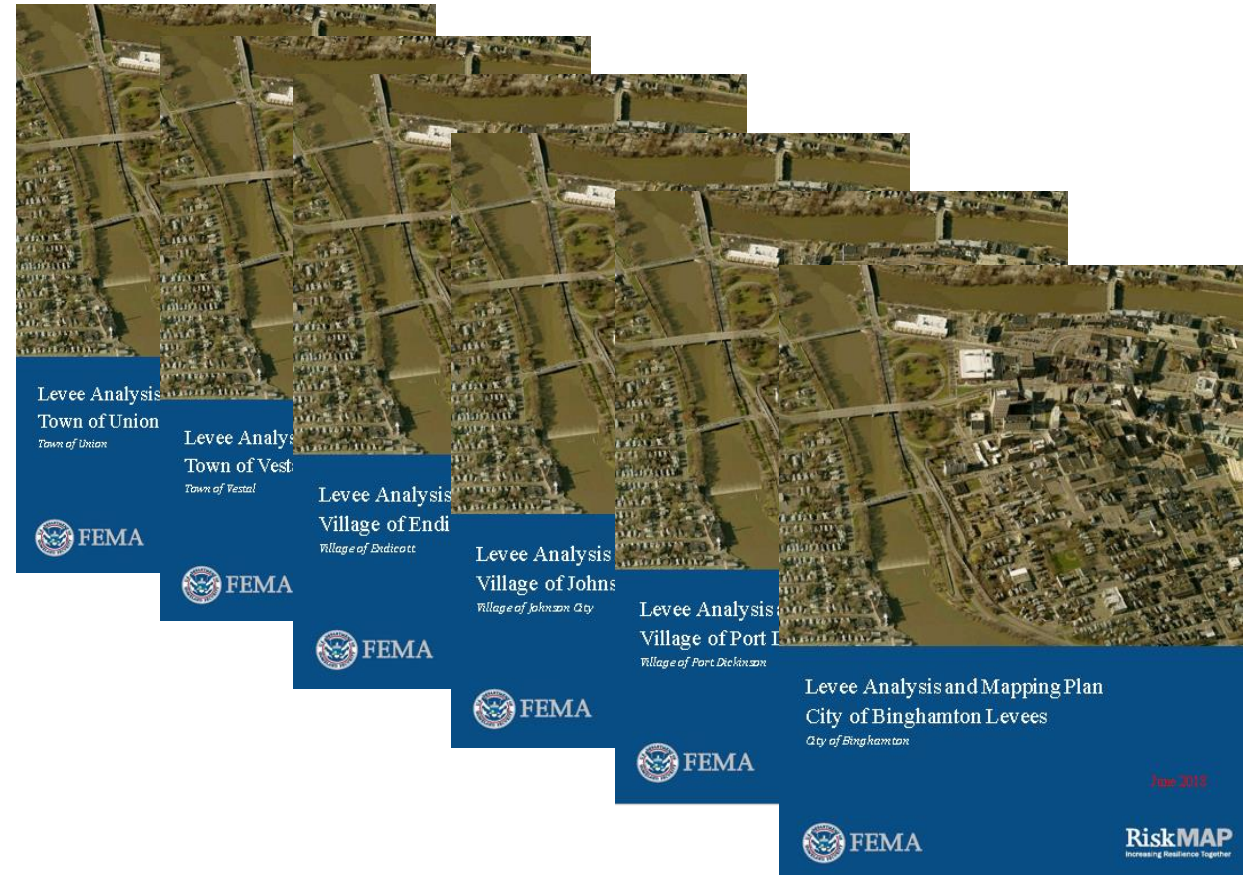 Levee Analysis
Town of Union
Town of Union
FEMA
Levee Analys
Town of Vest
Town of Vestal
FEMA
Levee Analysis
Village of Endi
Village of Endicott
FEMA
Levee Analysis
Village of Johns
Village of Johnson City
FEMA
Levee Analysis
Village of Port D
Village of Port Dickinson
FEMA
Levee Analysis and Mapping Plan
City of Binghamton Levees
City of Binghamton
FEMA
RiskMAP
Increasing Resilience Together